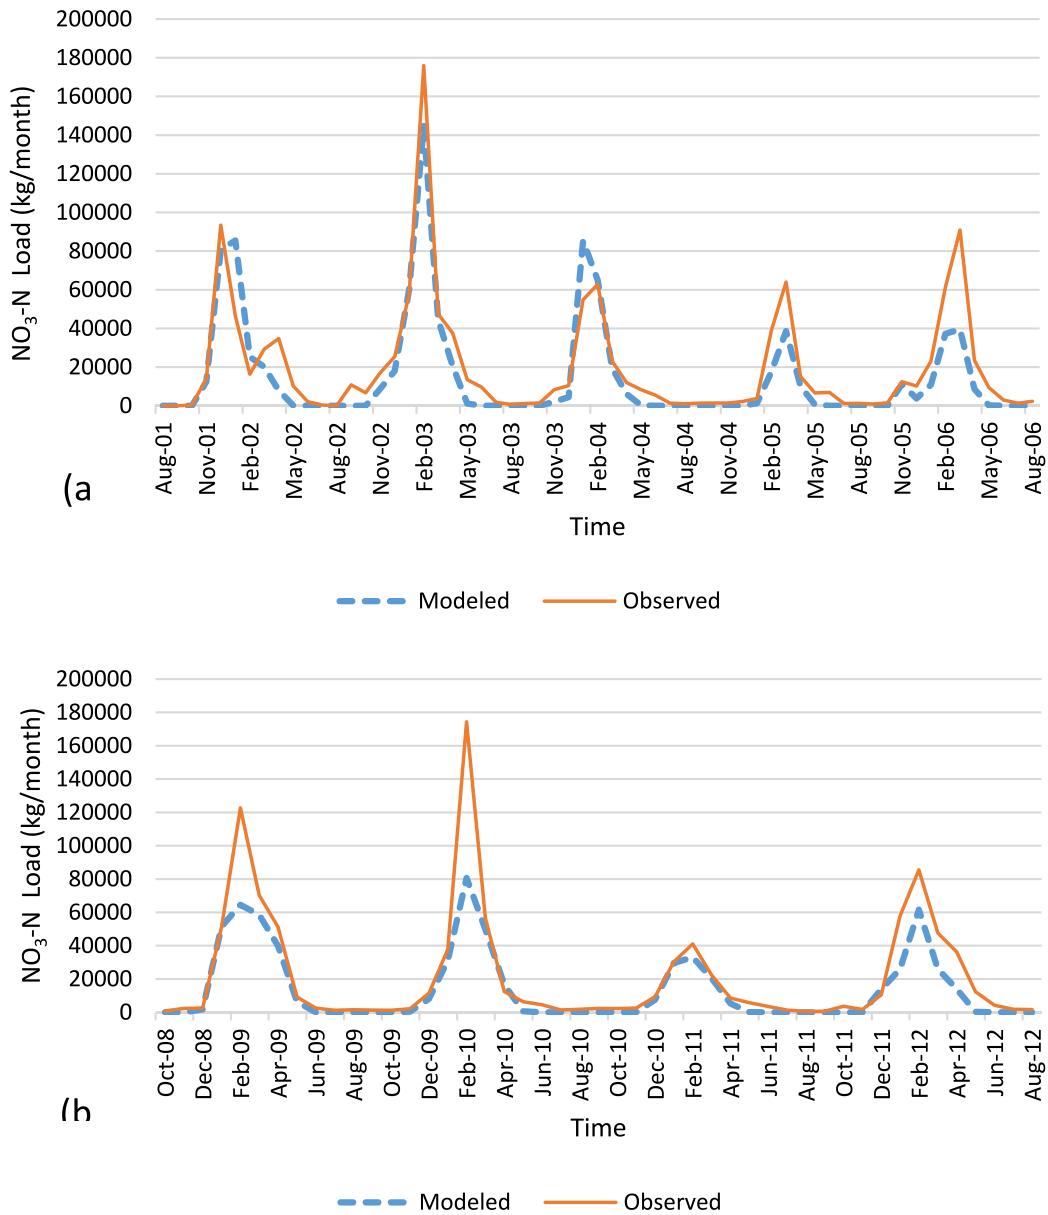 200000
180000
160000
140000
120000
100000
80000
60000
40000
20000
0
NO3-N Load (kg/month)
Aug-01
Nov-01
Feb-02
May-02
Aug-02
Nov-02
Feb-03
May-03
Aug-03
Nov-03
Feb-04
May-04
Aug-04
Nov-04
Feb-05
May-05
Aug-05
Nov-05
Feb-06
May-06
Aug-06
(a
Time
Modeled Observed
200000
180000
160000
140000
120000
100000
80000
60000
40000
20000
0
NO3-N Load (kg/month)
Oct-08
Dec-08
Feb-09
Apr-09
Jun-09
Aug-09
Oct-09
Dec-09
Feb-10
Apr-10
Jun-10
Aug-10
Oct-10
Dec-10
Feb-11
Apr-11
Jun-11
Aug-11
Oct-11
Dec-11
Feb-12
Apr-12
Jun-12
Aug-12
(b
Time
Modeled Observed